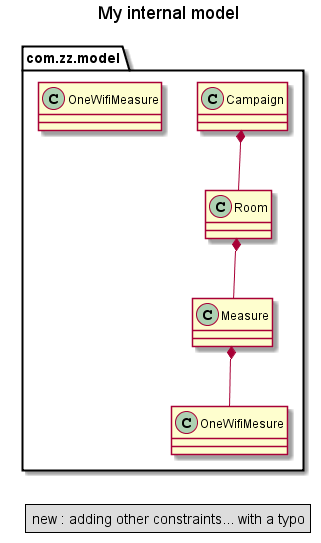 My internal model
com.zz.model
C OneWifiMeasure
C Campaign
C Room
C Measure
C OneWifiMesure
new : adding other constraints... with a typo